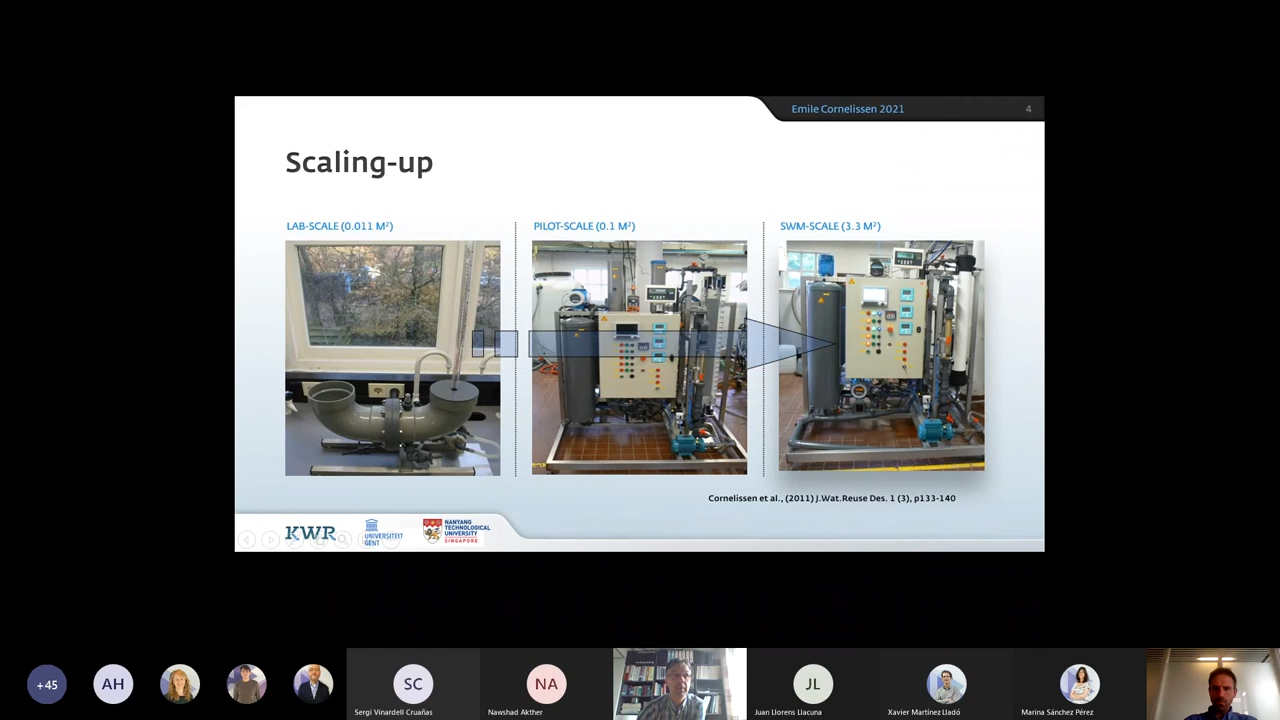 Emile Cornelissen 2021
4
Scaling-up
LAB-SCALE (0.011 M²)
PILOT-SCALE (0.1 M²)
SWM-SCALE (3.3 M²)
Cornelissen et al., (2011) J.Wat.Reuse Des. 1 (3), p133-140
KWR
UNIVERSITEIT
GENT
NANYANG
TECHNOLOGICAL
UNIVERSITY
SINGAPORE
+45
AH
SC
Sergi Vinardell Cruañas
NA
Nawshad Akther
JL
Juan Llorens Llacuna
Xavier Martínez Lladó
Marina Sánchez Pérez